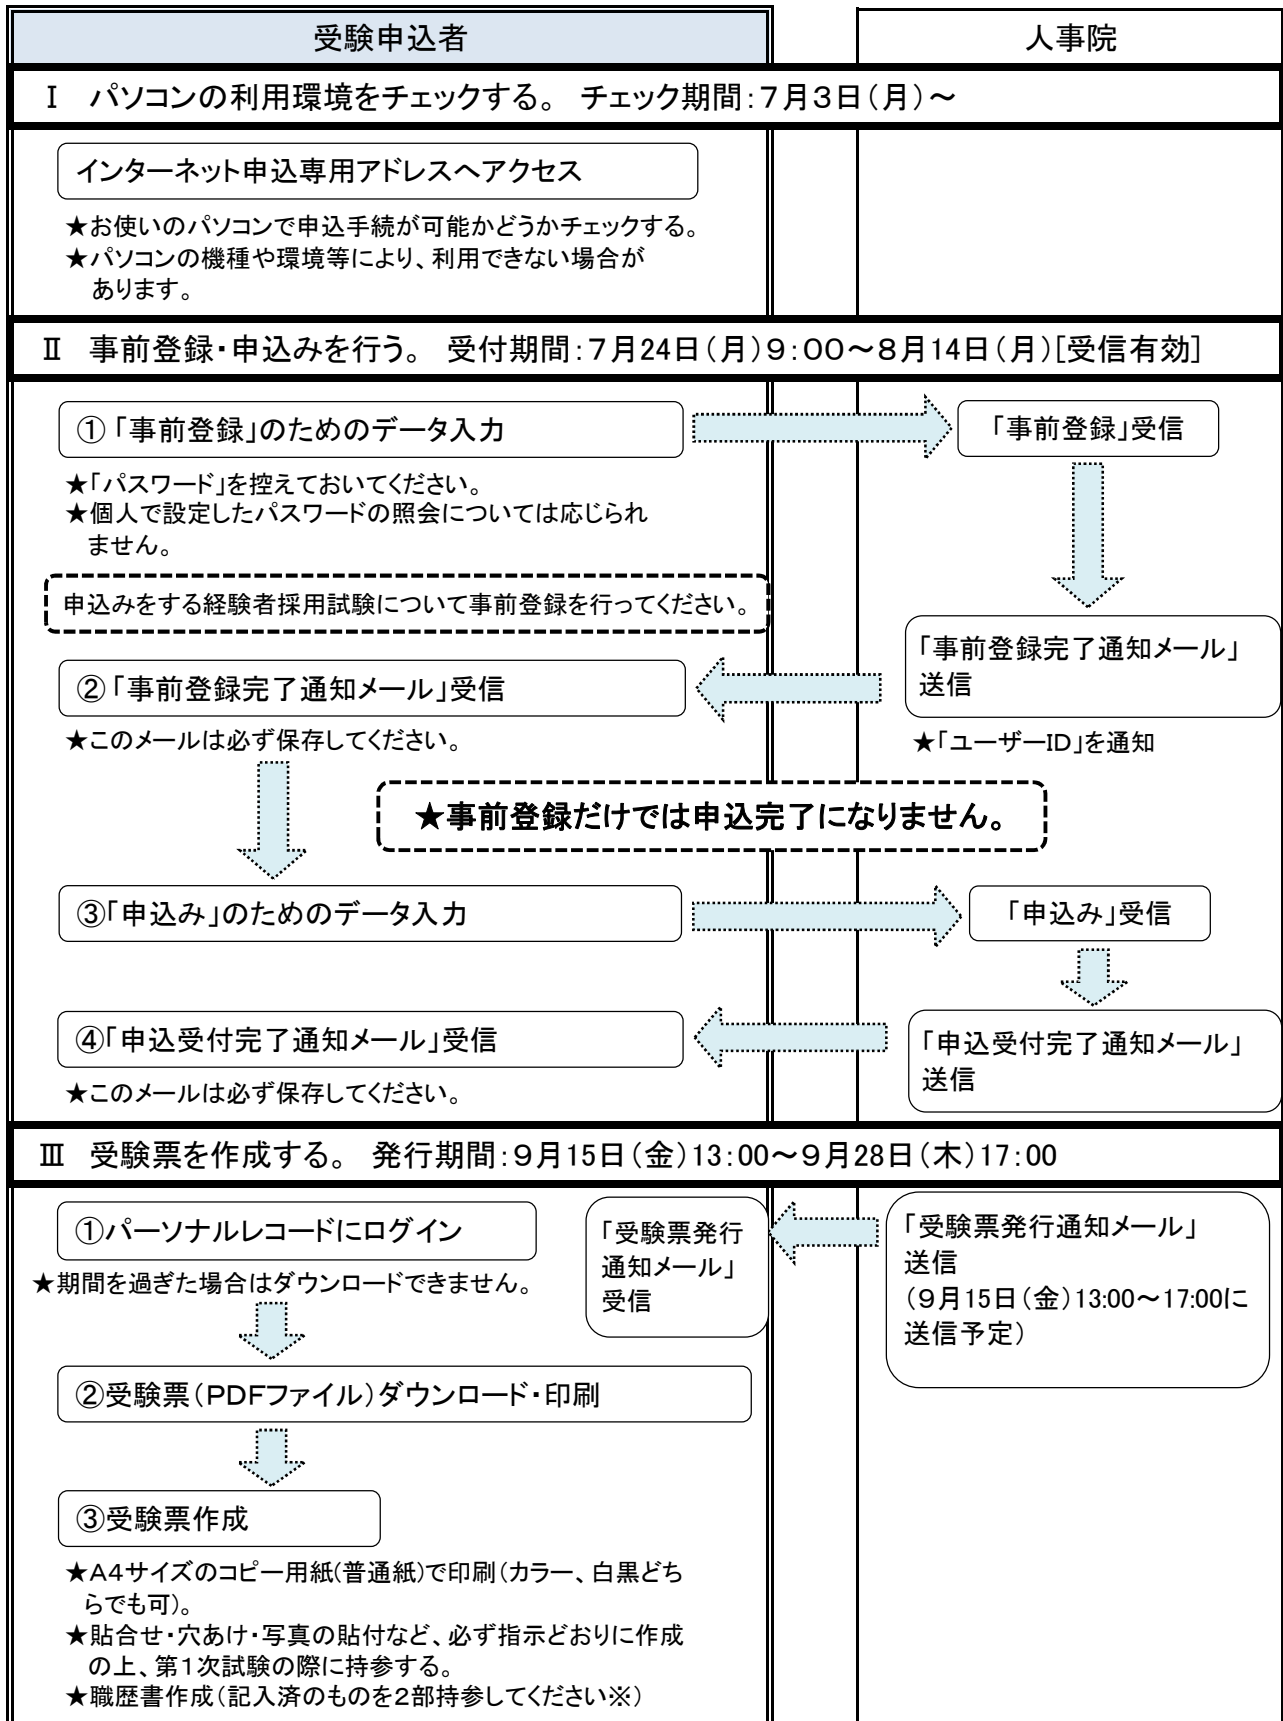 受験申込者
人事院
Ⅰ　パソコンの利用環境をチェックする。　チェック期間：７月３日（月）～
インターネット申込専用アドレスへアクセス
★お使いのパソコンで申込手続が可能かどうかチェックする。
★パソコンの機種や環境等により、利用できない場合が
あります。
Ⅱ　事前登録・申込みを行う。　受付期間：７月24日（月）９：００～８月14日（月）[受信有効]
①「事前登録」のためのデータ入力
「事前登録」受信
★「パスワード」を控えておいてください。
★個人で設定したパスワードの照会については応じられ
ません。
申込みをする経験者採用試験について事前登録を行ってください。
「事前登録完了通知メール」
送信
②「事前登録完了通知メール」受信
★このメールは必ず保存してください。
★「ユーザーＩＤ」を通知
★事前登録だけでは申込完了になりません。
③「申込み」のためのデータ入力
「申込み」受信
④「申込受付完了通知メール」受信
「申込受付完了通知メール」
送信
★このメールは必ず保存してください。
Ⅲ　受験票を作成する。　発行期間：９月15日（金）13：00～９月28日（木）17：00
①パーソナルレコードにログイン
「受験票発行
通知メール」
受信
「受験票発行通知メール」
送信
（９月15日（金）13:00～17:00に
送信予定）
★期間を過ぎた場合はダウンロードできません。
②受験票（ＰＤＦファイル）ダウンロード・印刷
③受験票作成
★Ａ４サイズのコピー用紙(普通紙)で印刷（カラー、白黒どち
らでも可）。
★貼合せ・穴あけ・写真の貼付など、必ず指示どおりに作成
の上、第１次試験の際に持参する。
★職歴書作成（記入済のものを２部持参してください※）